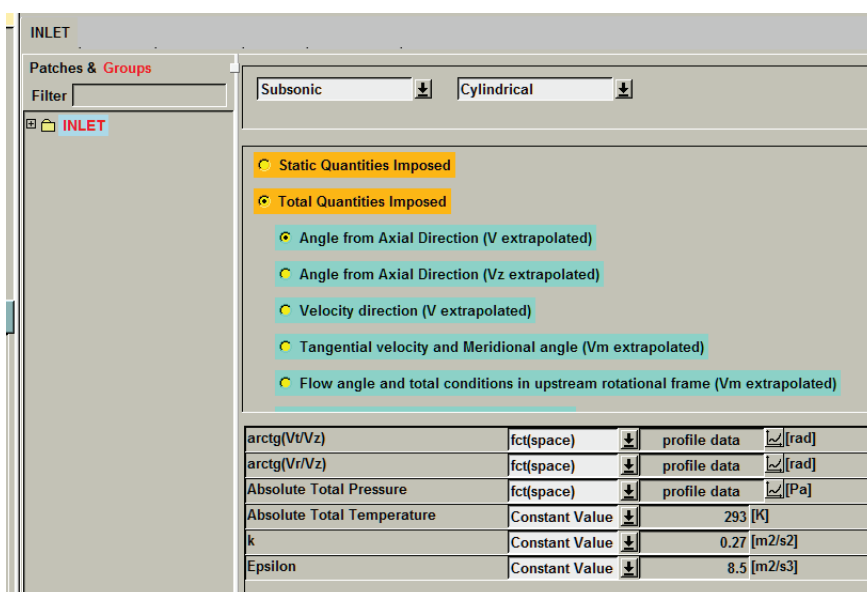 INLET
Patches & Groups
Filter
INLET
Subsonic Cylindrical
Static Quantities Imposed
Total Quantities Imposed
Angle from Axial Direction (V extrapolated)
Angle from Axial Direction (Vz extrapolated)
Velocity direction (V extrapolated)
Tangential velocity and Meridional angle (Vm extrapolated)
Flow angle and total conditions in upstream rotational frame (Vm extrapolated)
arctg(Vt/Vz) fct(space) profile data [rad]
arctg(Vr/Vz) fct(space) profile data [rad]
Absolute Total Pressure fct(space) profile data [Pa]
Absolute Total Temperature Constant Value 293 [K]
k Constant Value 0.27 [m2/s2]
Epsilon Constant Value 8.5 [m2/s3]